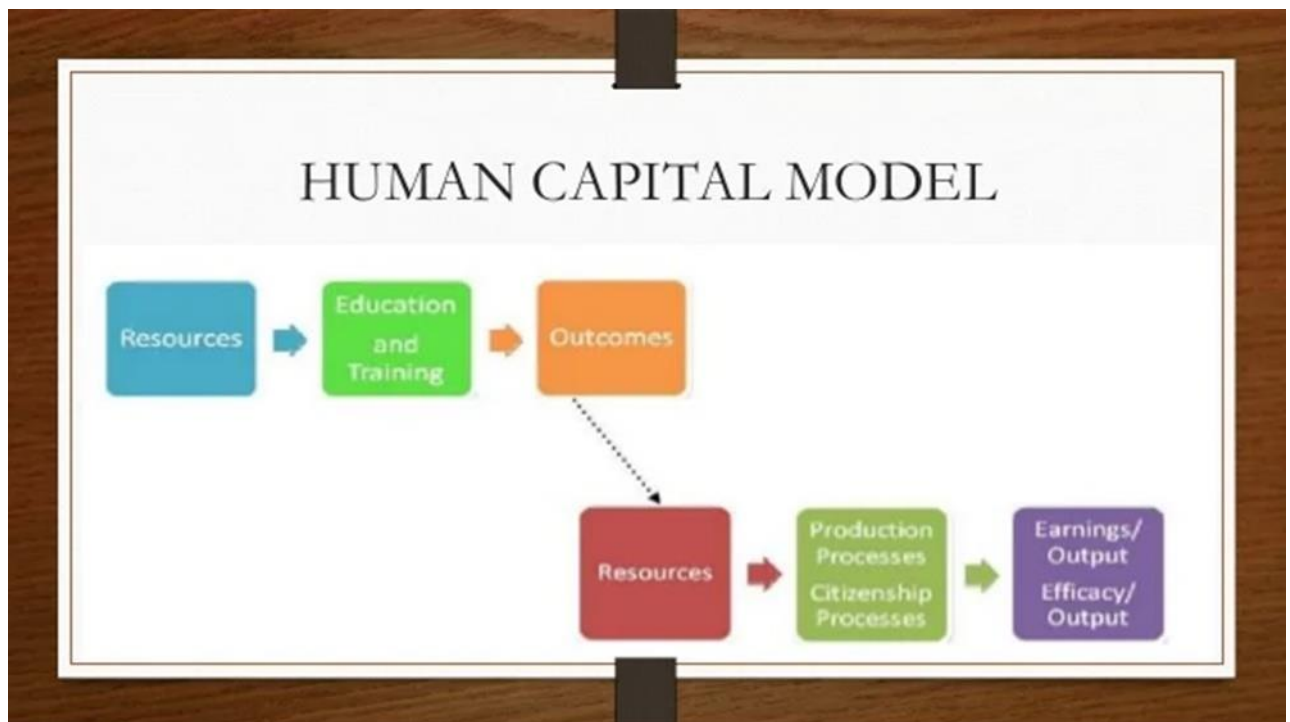 HUMAN CAPITAL MODEL
Resources
Education
and
Training
Outcomes
Resources
Production
Processes
Citizenship
Processes
Earnings/
Output
Efficacy/
Output